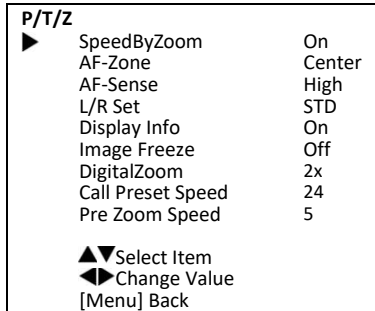 P/T/Z
▶ SpeedByZoom On
AF-Zone Center
AF-Sense High
L/R Set STD
Display Info On
Image Freeze Off
DigitalZoom 2x
Call Preset Speed 24
Pre Zoom Speed 5
▲▼Select Item
◀▶Change Value
[Menu] Back